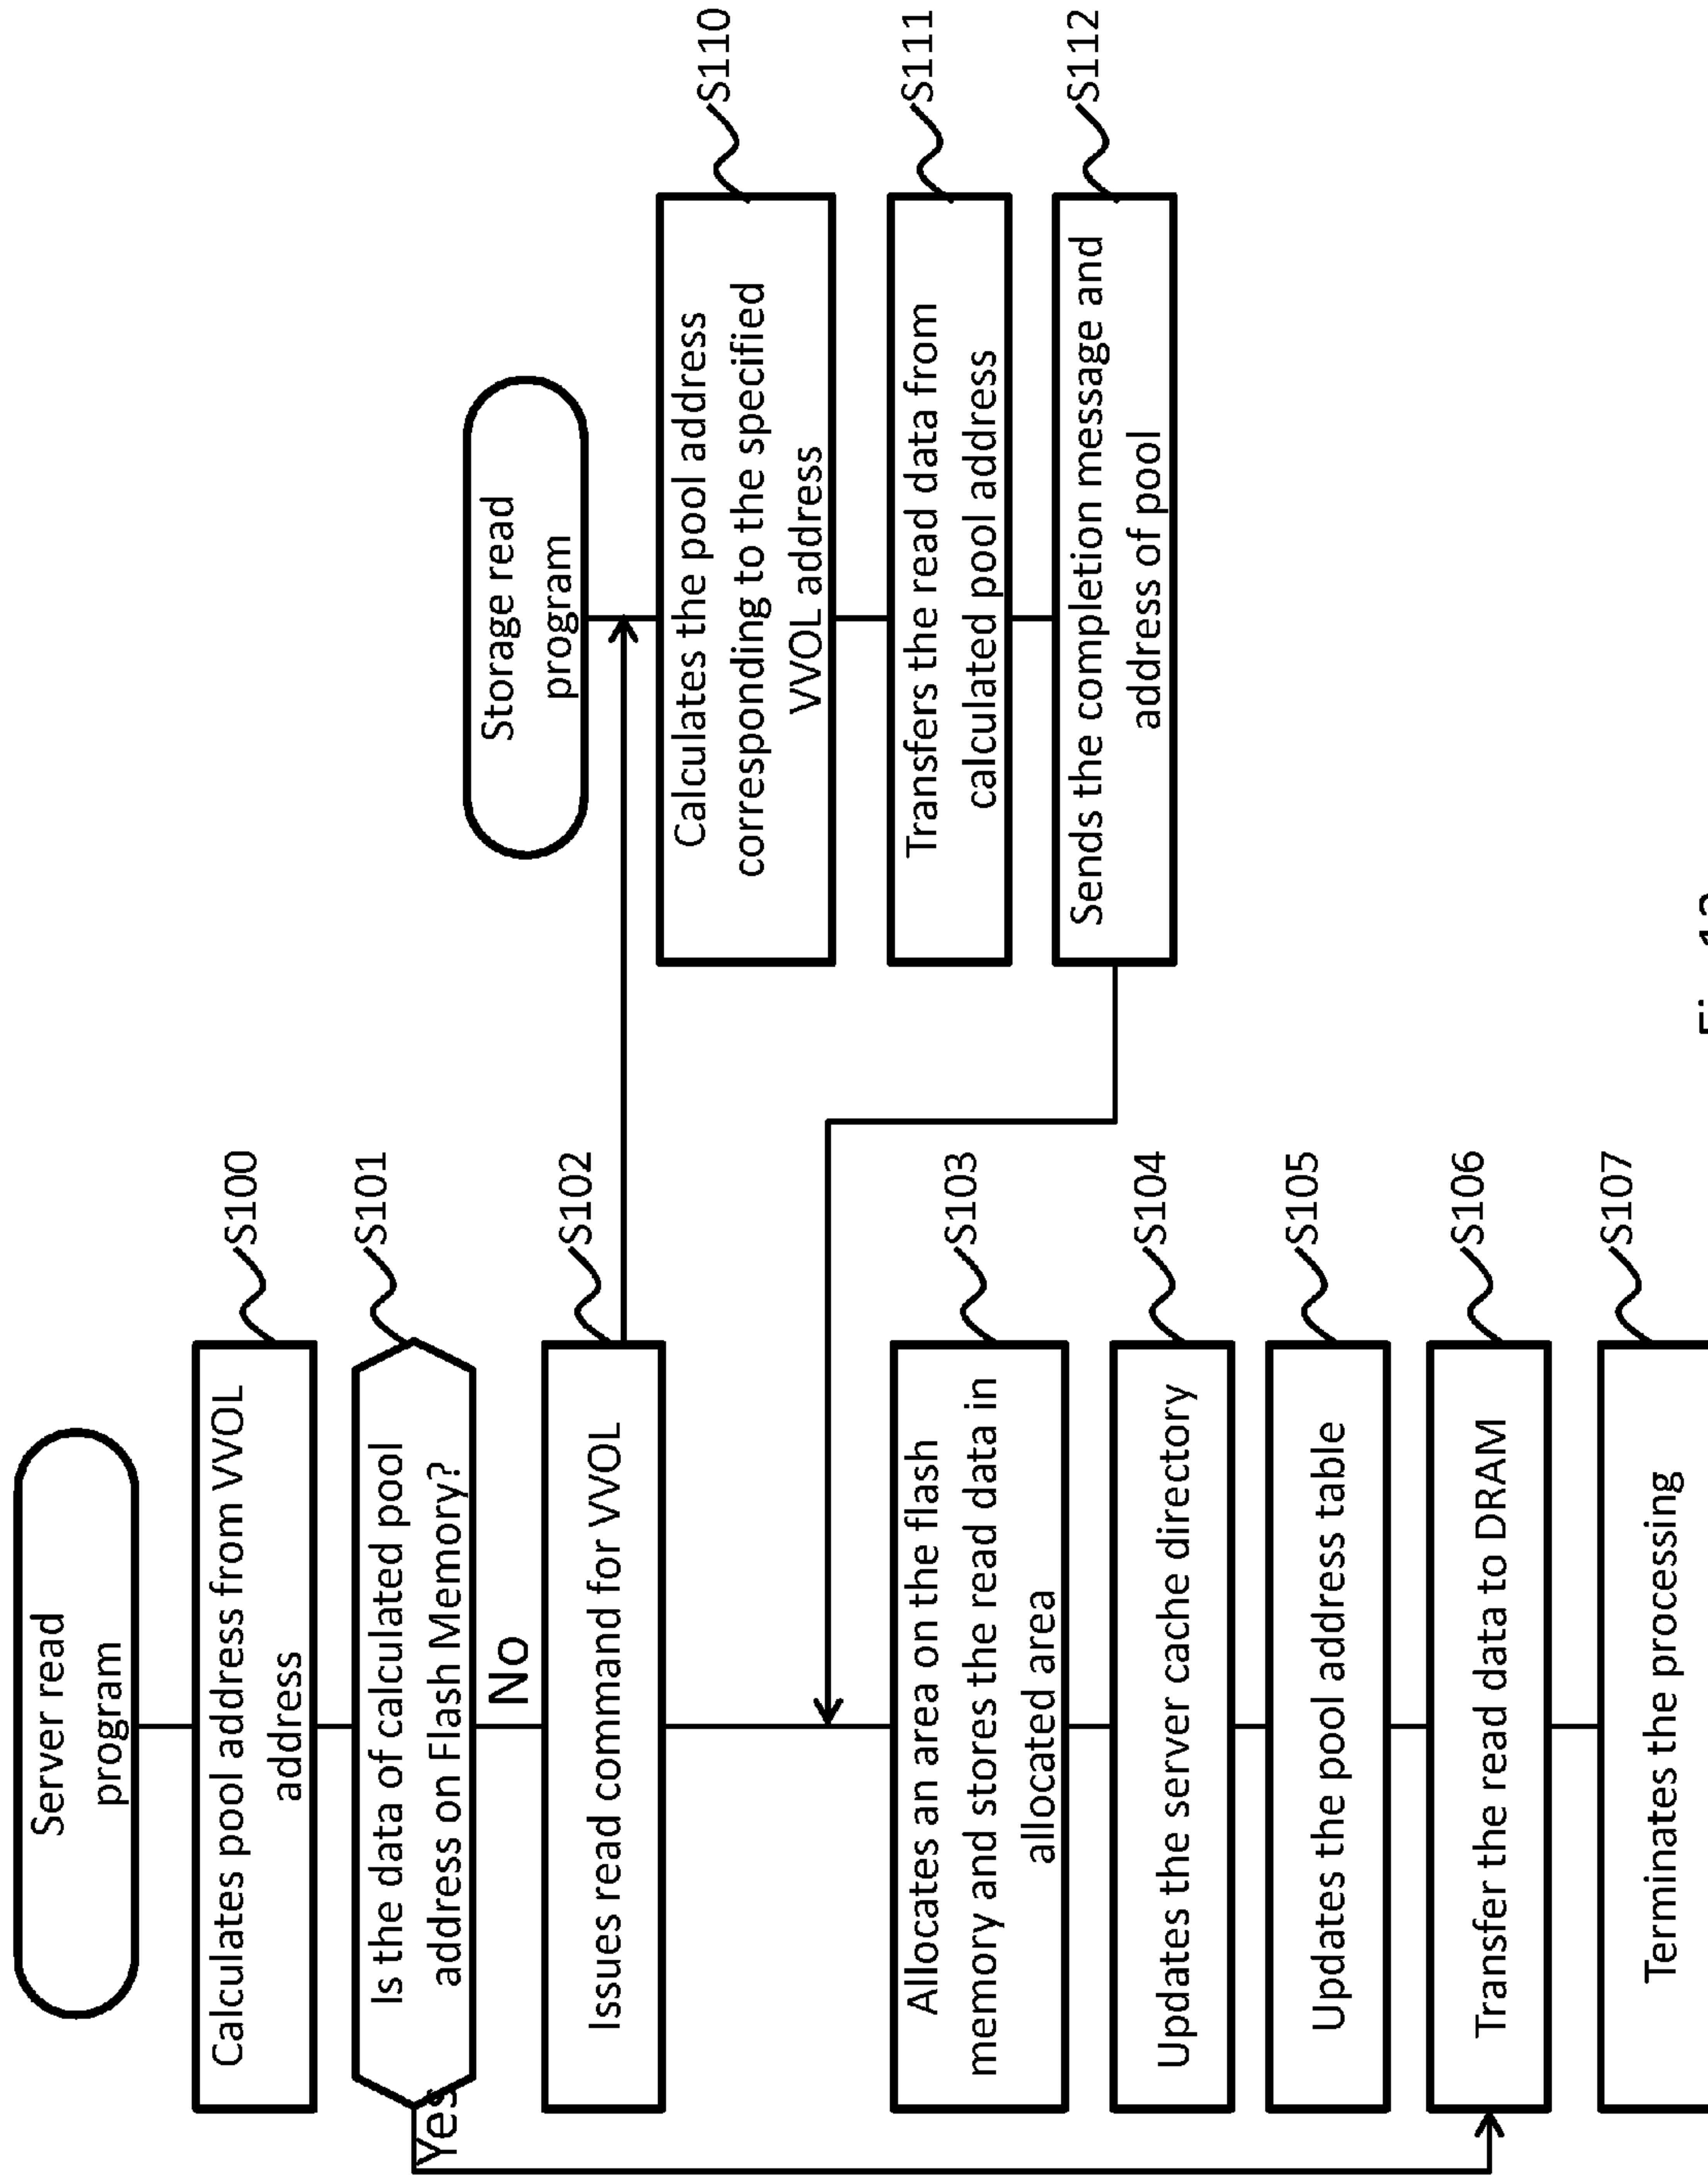 Server read
program
Calculates pool address from VVOL
address
S100
Is the data of calculated pool
address on Flash Memory?
S101
Yes
No
Issues read command for VVOL
S102
Allocates an area on the flash
memory and stores the read data in
allocated area
S103
Updates the server cache directory
S104
Updates the pool address table
S105
Transfer the read data to DRAM
S106
Terminates the processing
S107
Storage read
program
Calculates the pool address
corresponding to the specified
VVOL address
S110
Transfers the read data from
calculated pool address
S111
Sends the completion message and
address of pool
S112